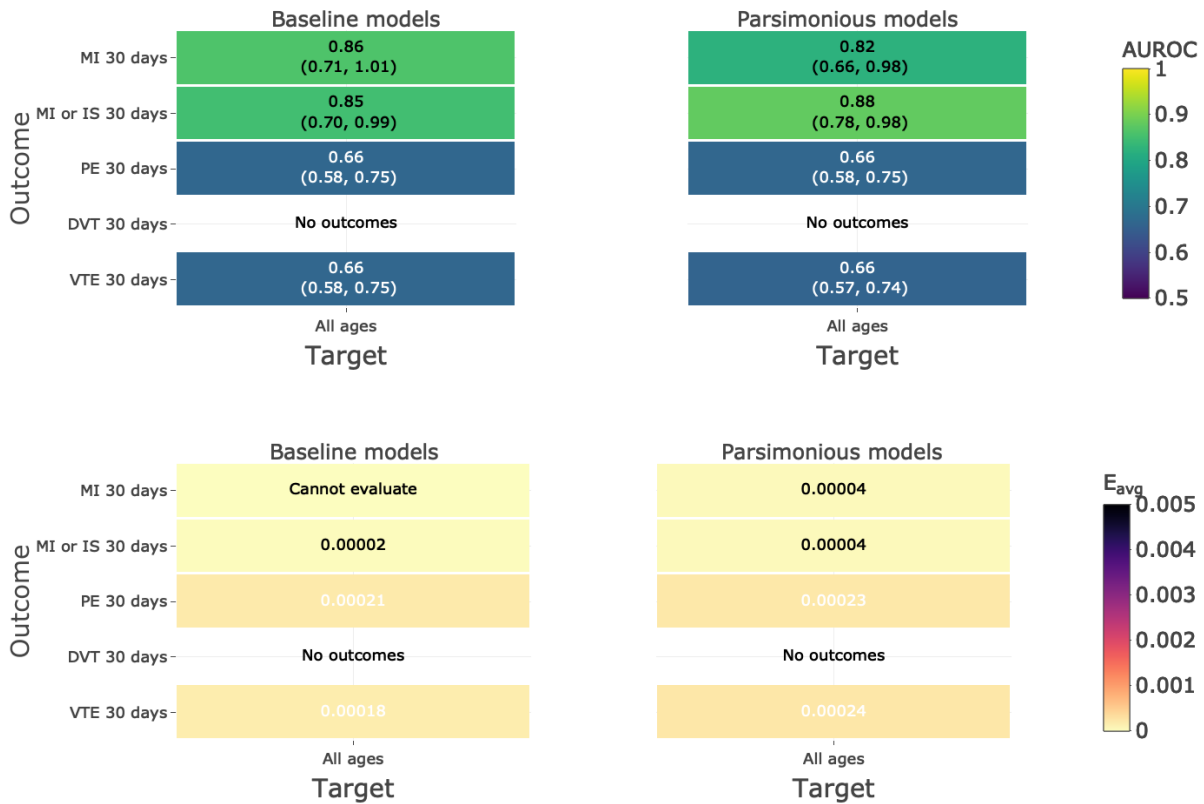 Baseline models
Parsimonious models
Outcome
MI 30 days
0.86
(0.71, 1.01)
0.82
(0.66, 0.98)
MI or IS 30 days
0.85
(0.70, 0.99)
0.88
(0.78, 0.98)
PE 30 days
0.66
(0.58, 0.75)
0.66
(0.58, 0.75)
DVT 30 days
No outcomes
No outcomes
VTE 30 days
0.66
(0.58, 0.75)
0.66
(0.57, 0.74)
All ages
All ages
Target
Target
AUROC
1
0.9
0.8
0.7
0.6
0.5
Baseline models
Parsimonious models
Outcome
MI 30 days
Cannot evaluate
0.00004
MI or IS 30 days
0.00002
0.00004
PE 30 days
0.00021
0.00023
DVT 30 days
No outcomes
No outcomes
VTE 30 days
0.00018
0.00024
All ages
All ages
Target
Target
Eavg
0.005
0.004
0.003
0.002
0.001
0